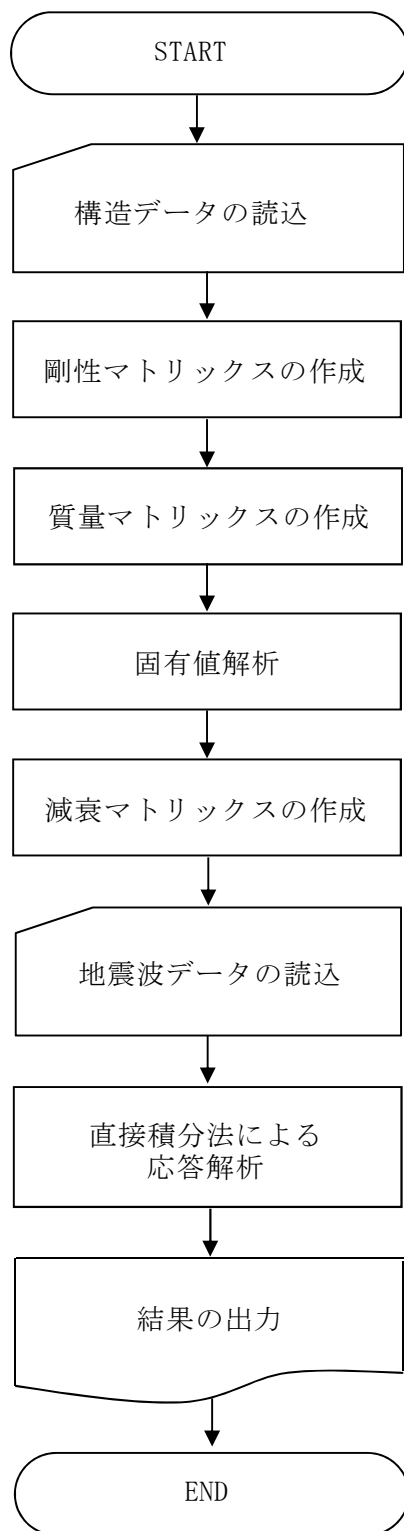 START
構造データの読込
剛性マトリックスの作成
質量マトリックスの作成
固有値解析
減衰マトリックスの作成
地震波データの読込
直接積分法による
応答解析
結果の出力
END